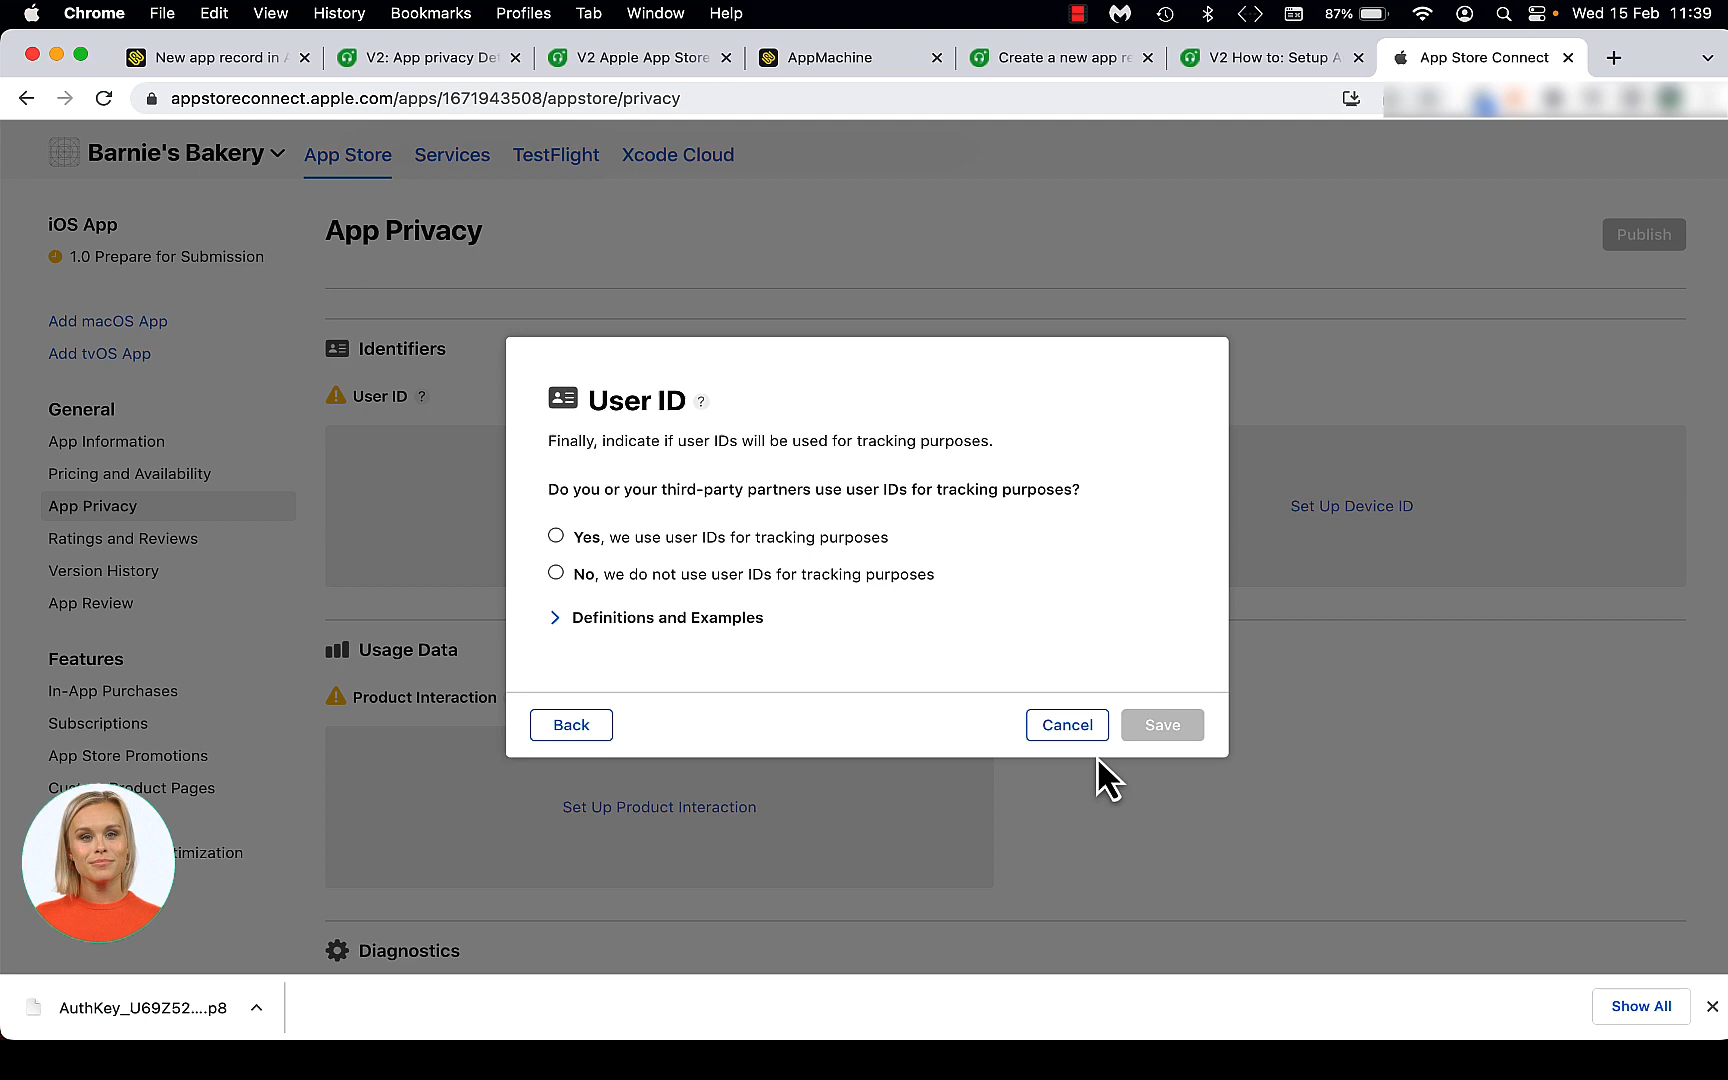 Chrome File Edit View History Bookmarks Profiles Tab Window Help 87% Wed 15 Feb 11:39
New app record in A V2: App privacy Det V2 Apple App Store AppMachine Create a new app re V2 How to: Setup A App Store Connect
appstoreconnect.apple.com/apps/1671943508/appstore/privacy
Barnie's Bakery App Store Services TestFlight Xcode Cloud
iOS App
1.0 Prepare for Submission
Add macOS App
Add tvOS App
General
App Information
Pricing and Availability
App Privacy
Ratings and Reviews
Version History
App Review
Features
In-App Purchases
Subscriptions
App Store Promotions
Cu Product Pages
timization
App Privacy
Publish
Identifiers
User ID ?
Set Up Device ID
Usage Data
Product Interaction
Set Up Product Interaction
Diagnostics
User ID ?
Finally, indicate if user IDs will be used for tracking purposes.
Do you or your third-party partners use user IDs for tracking purposes?
Yes, we use user IDs for tracking purposes
No, we do not use user IDs for tracking purposes
Definitions and Examples
Back Cancel Save
AuthKey_U69Z52....p8 Show All